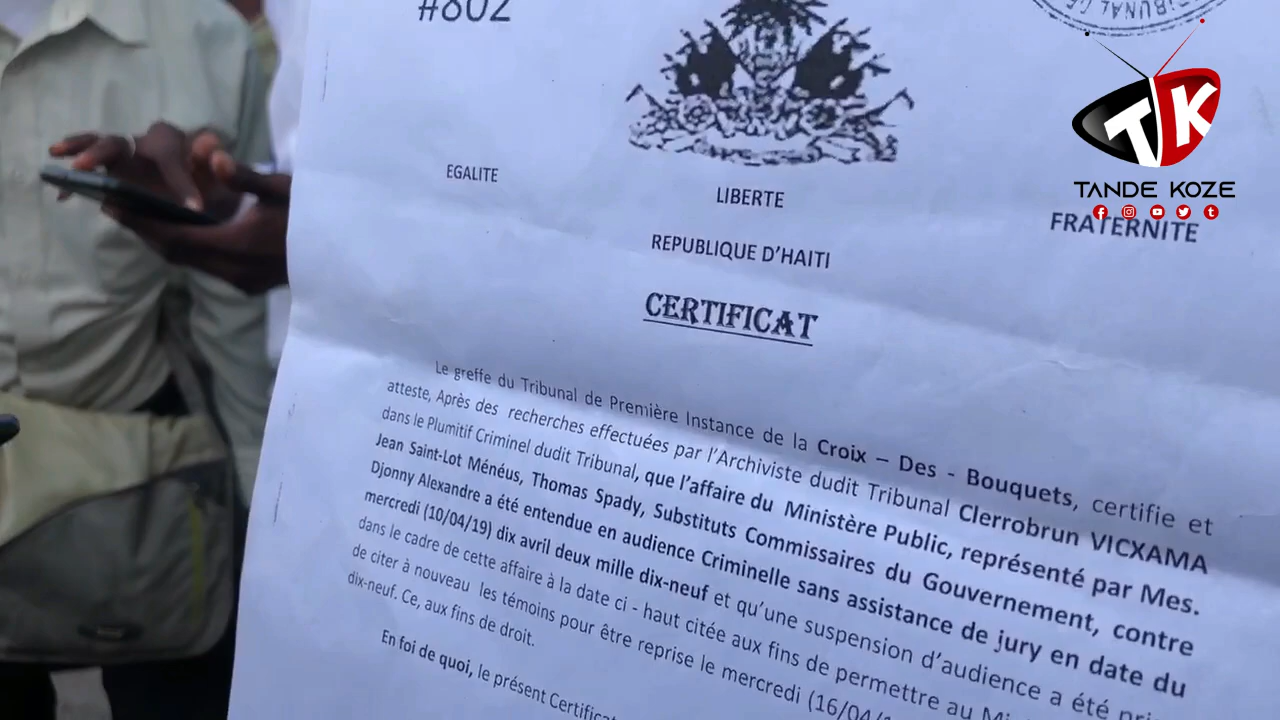 #802
TRIBUNAL DE
TK
TANDE KOZE
EGALITE
LIBERTE
FRATERNITE
REPUBLIQUE D'HAITI
CERTIFICAT
Le greffe du Tribunal de Première Instance de la Croix – Des - Bouquets, certifie et
atteste, Après des recherches effectuées par l'Archiviste dudit Tribunal Clerrobrun VICXAMA
dans le Plumitif Criminel dudit Tribunal, que l'affaire du Ministère Public, représenté par Mes.
Jean Saint-Lot Ménéus, Thomas Spady, Substituts Commissaires du Gouvernement, contre
Djonny Alexandre a été entendue en audience Criminelle sans assistance de jury en date du
mercredi (10/04/19) dix avril deux mille dix-neuf et qu'une suspension d'audience a été
dans le cadre de cette affaire à la date ci - haut citée aux fins de permettre au
de citer à nouveau les témoins pour être reprise le mercredi (16/04/
dix-neuf. Ce, aux fins de droit.
En foi de quoi, le présent